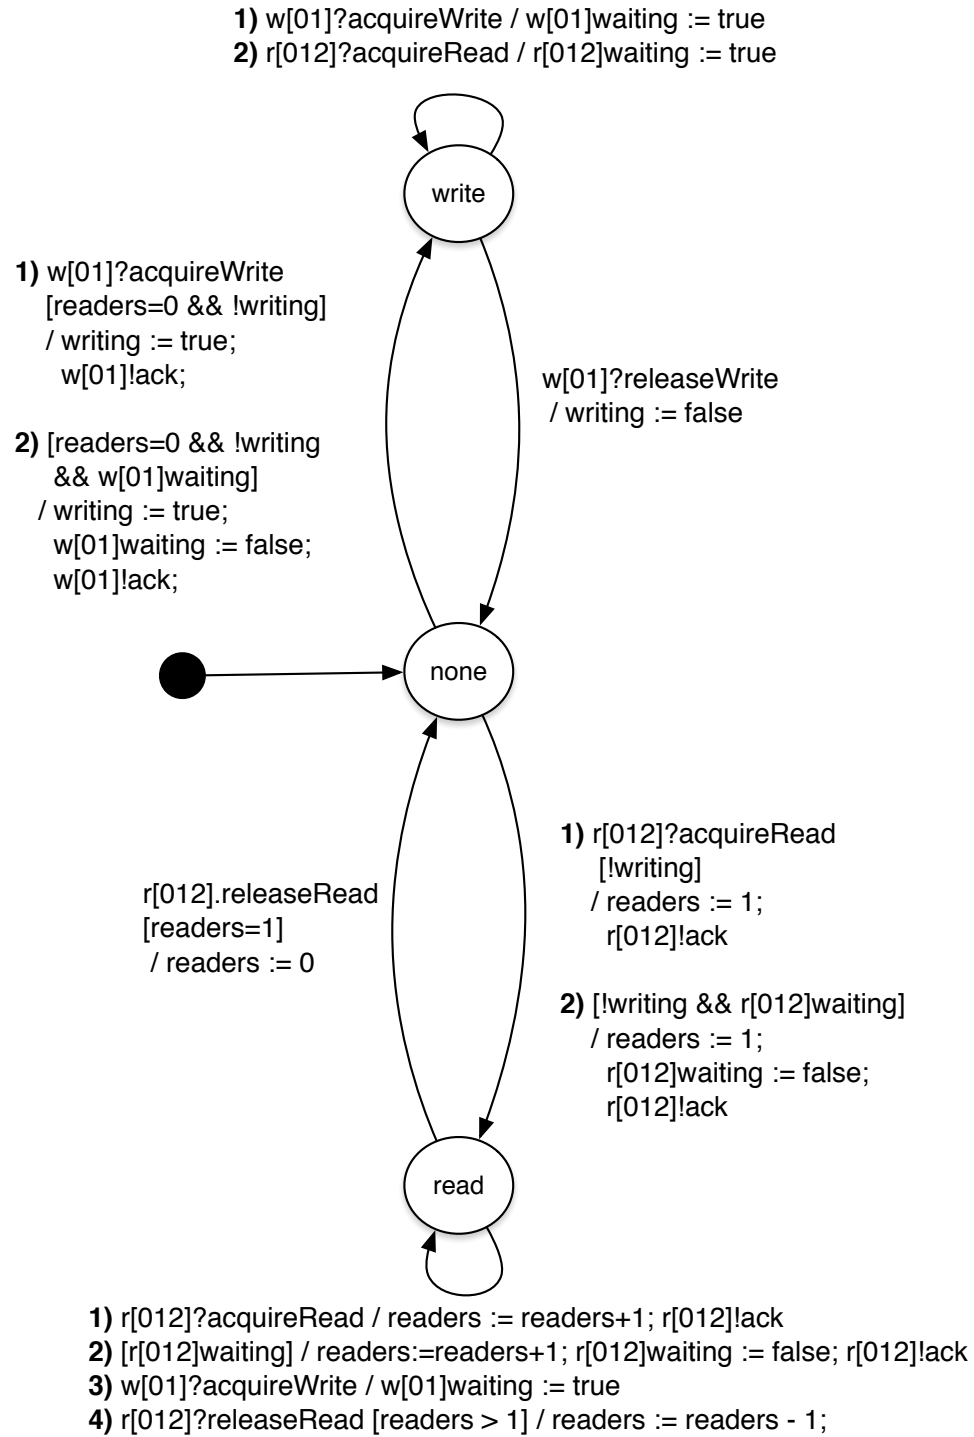 1) w[01]?acquireWrite / w[01]waiting := true
2) r[012]?acquireRead / r[012]waiting := true
write
1) w[01]?acquireWrite
[readers=0 && !writing]
/ writing := true;
w[01]!ack;
w[01]?releaseWrite
/ writing := false
2) [readers=0 && !writing
&& w[01]waiting]
/ writing := true;
w[01]waiting := false;
w[01]!ack;
none
1) r[012]?acquireRead
[!writing]
/ readers := 1;
r[012]!ack
r[012].releaseRead
[readers=1]
/ readers := 0
2) [!writing && r[012]waiting]
/ readers := 1;
r[012]waiting := false;
r[012]!ack
read
1) r[012]?acquireRead / readers := readers+1; r[012]!ack
2) [r[012]waiting] / readers:=readers+1; r[012]waiting := false; r[012]!ack
3) w[01]?acquireWrite / w[01]waiting := true
4) r[012]?releaseRead [readers > 1] / readers := readers - 1;